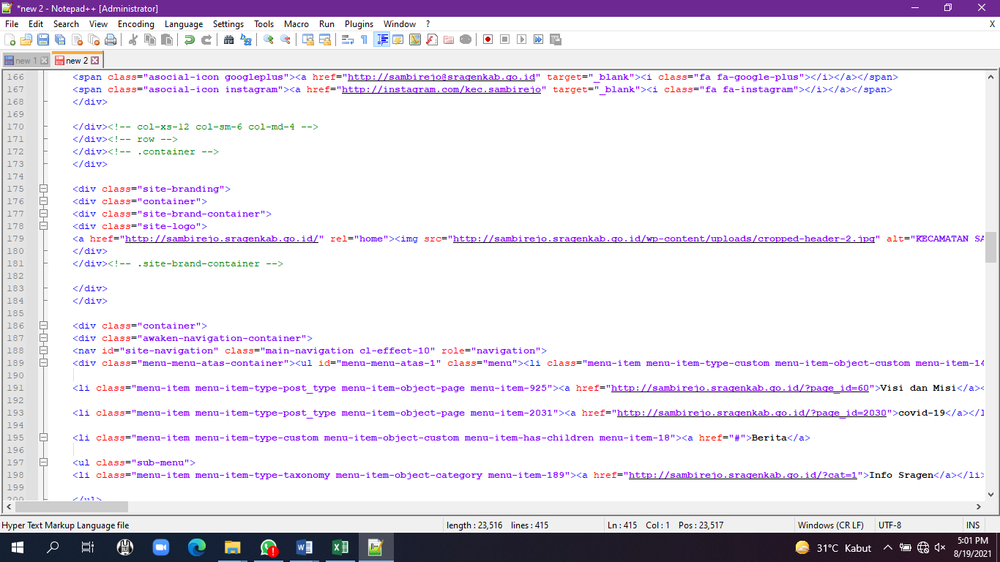 *new 2 - Notepad++ [Administrator]
File Edit Search View Encoding Language Settings Tools Macro Run Plugins Window ? X
new 1 new 2
166 <span class="asocial-icon googleplus"><a href="http://sambirejo@sragenkab.go.id" target="_blank"><i class="fa fa-google-plus"></i></a></span>
167 <span class="asocial-icon instagram"><a href="http://instagram.com/kec.sambirejo" target="_blank"><i class="fa fa-instagram"></i></a></span>
168 </div>
169
170 </div><!-- col-xs-12 col-sm-6 col-md-4 -->
171 </div><!-- row -->
172 </div><!-- .container -->
173 </div>
174
175 <div class="site-branding">
176 <div class="container">
177 <div class="site-brand-container">
178 <div class="site-logo">
179 <a href="http://sambirejo.sragenkab.go.id/" rel="home"><img src="http://sambirejo.sragenkab.go.id/wp-content/uploads/cropped-header-2.jpg" alt="KECAMATAN SA
180 </div>
181 </div><!-- .site-brand-container -->
182
183 </div>
184 </div>
185
186 <div class="container">
187 <div class="awaken-navigation-container">
188 <nav id="site-navigation" class="main-navigation cl-effect-10" role="navigation">
189 <div class="menu-menu-atas-container"><ul id="menu-menu-atas-1" class="menu"><li class="menu-item menu-item-type-custom menu-item-object-custom menu-item-14
190
191 <li class="menu-item menu-item-type-post_type menu-item-object-page menu-item-925"><a href="http://sambirejo.sragenkab.go.id/?page_id=60">Visi dan Misi</a><
192
193 <li class="menu-item menu-item-type-post_type menu-item-object-page menu-item-2031"><a href="http://sambirejo.sragenkab.go.id/?page_id=2030">covid-19</a></l
194
195 <li class="menu-item menu-item-type-custom menu-item-object-custom menu-item-has-children menu-item-18"><a href="#">Berita</a>
196
197 <ul class="sub-menu">
198 <li class="menu-item menu-item-type-taxonomy menu-item-object-category menu-item-189"><a href="http://sambirejo.sragenkab.go.id/?cat=1">Info Sragen</a></li>
199
200 </ul>
Hyper Text Markup Language file length : 23,516 lines : 415 Ln : 415 Col : 1 Pos : 23,517 Windows (CR LF) UTF-8 INS
31°C Kabut 5:01 PM
8/19/2021